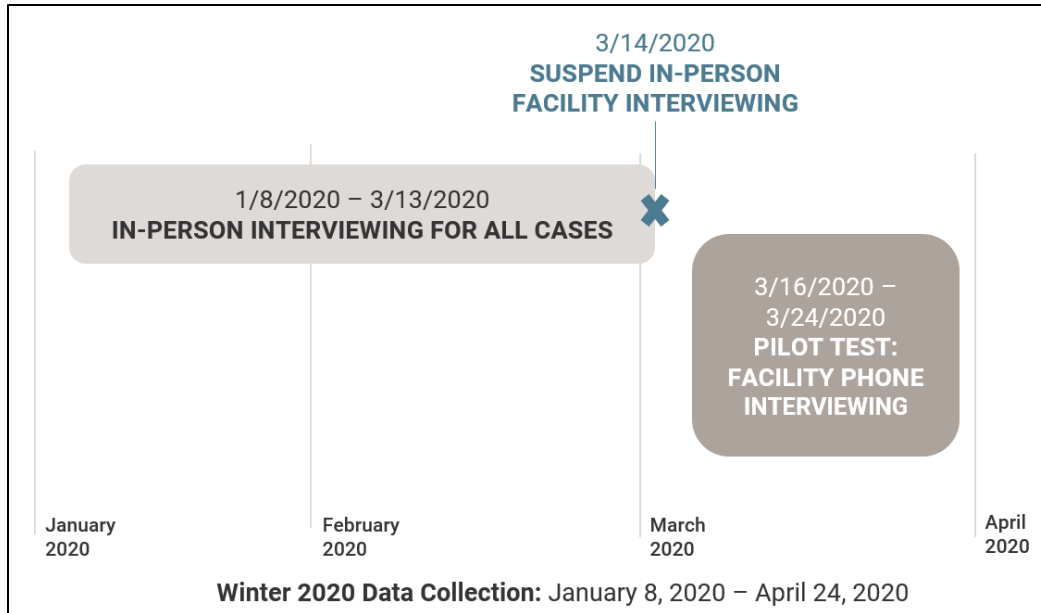 3/14/2020
SUSPEND IN-PERSON
FACILITY INTERVIEWING
1/8/2020 – 3/13/2020
IN-PERSON INTERVIEWING FOR ALL CASES
3/16/2020 –
3/24/2020
PILOT TEST:
FACILITY PHONE
INTERVIEWING
January
2020
February
2020
March
2020
April
2020
Winter 2020 Data Collection: January 8, 2020 – April 24, 2020